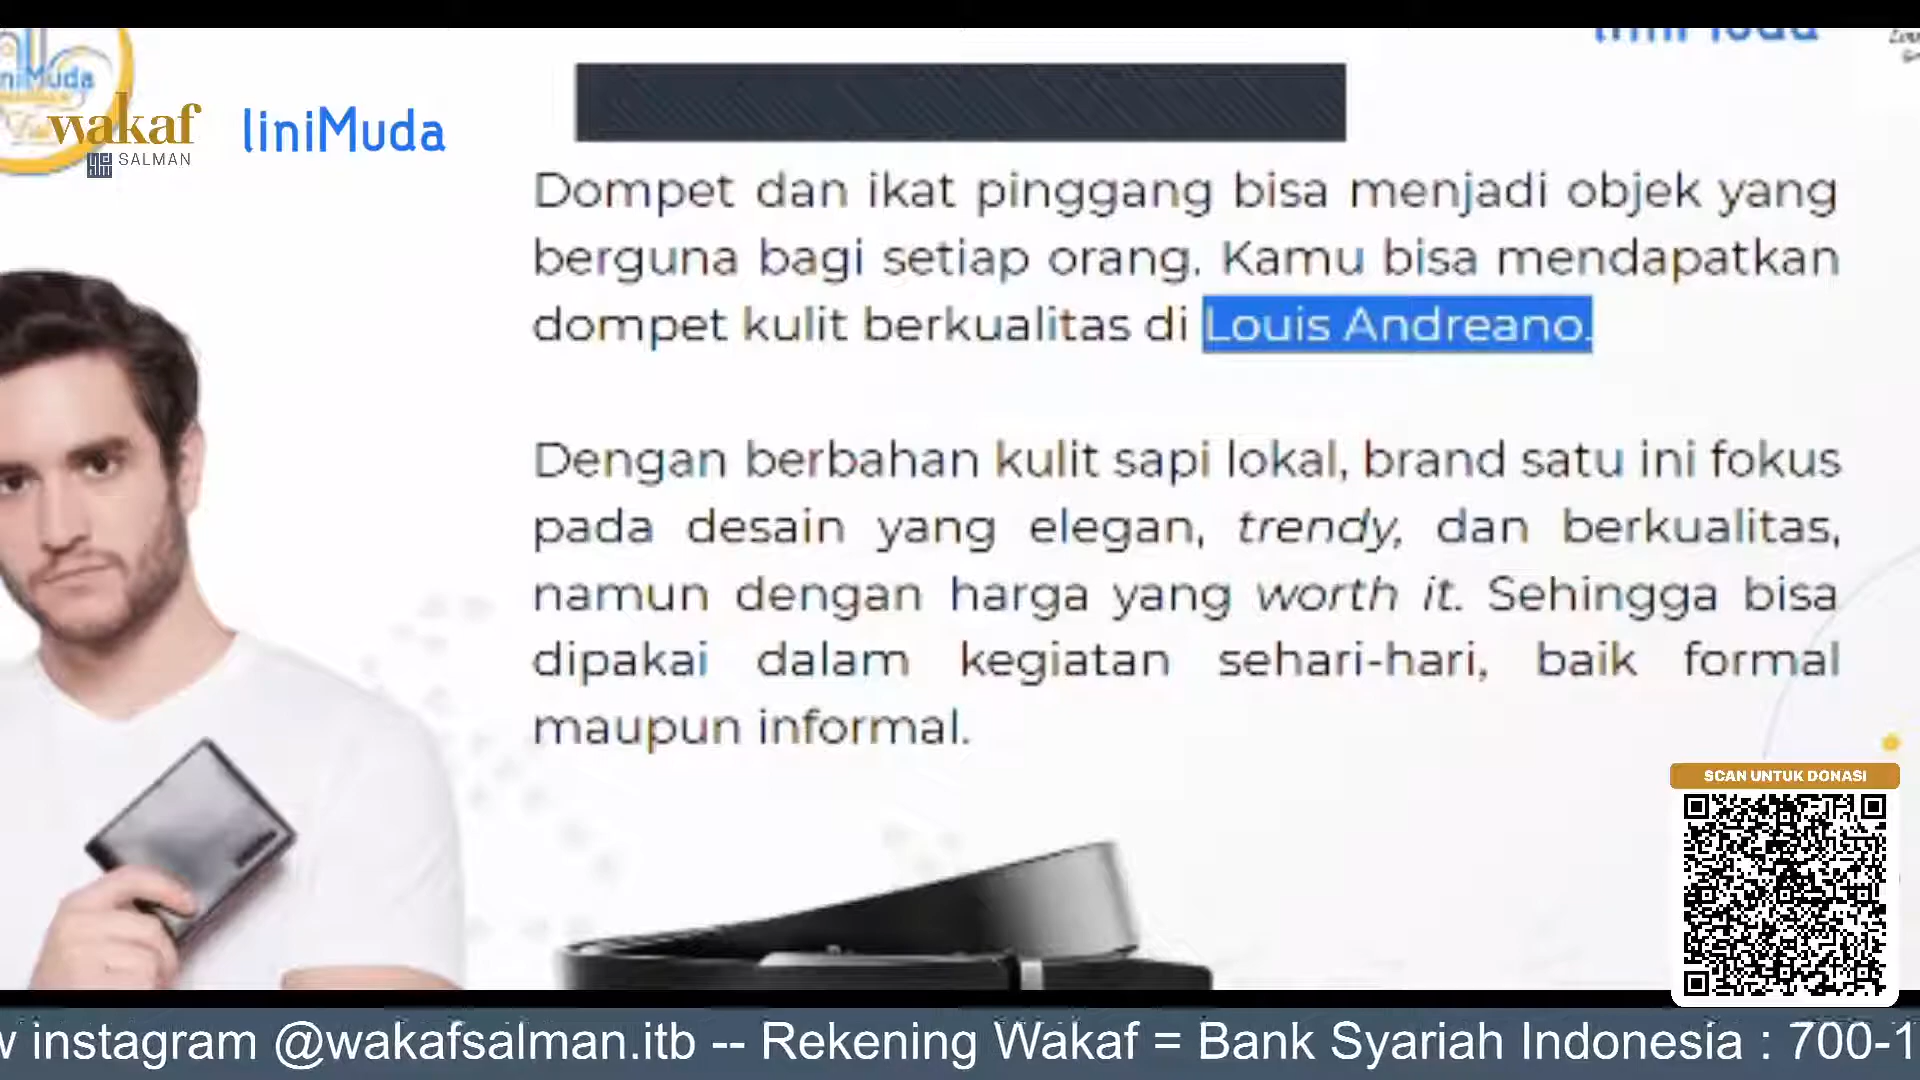 liniMuda
wakaf
SALMAN
liniMuda
Dompet dan ikat pinggang bisa menjadi objek yang
berguna bagi setiap orang. Kamu bisa mendapatkan
dompet kulit berkualitas di Louis Andreano.
Dengan berbahan kulit sapi lokal, brand satu ini fokus
pada desain yang elegan, trendy, dan berkualitas,
namun dengan harga yang worth it. Sehingga bisa
dipakai dalam kegiatan sehari-hari, baik formal
maupun informal.
SCAN UNTUK DONASI
w instagram @wakafsalman.itb -- Rekening Wakaf = Bank Syariah Indonesia : 700-1